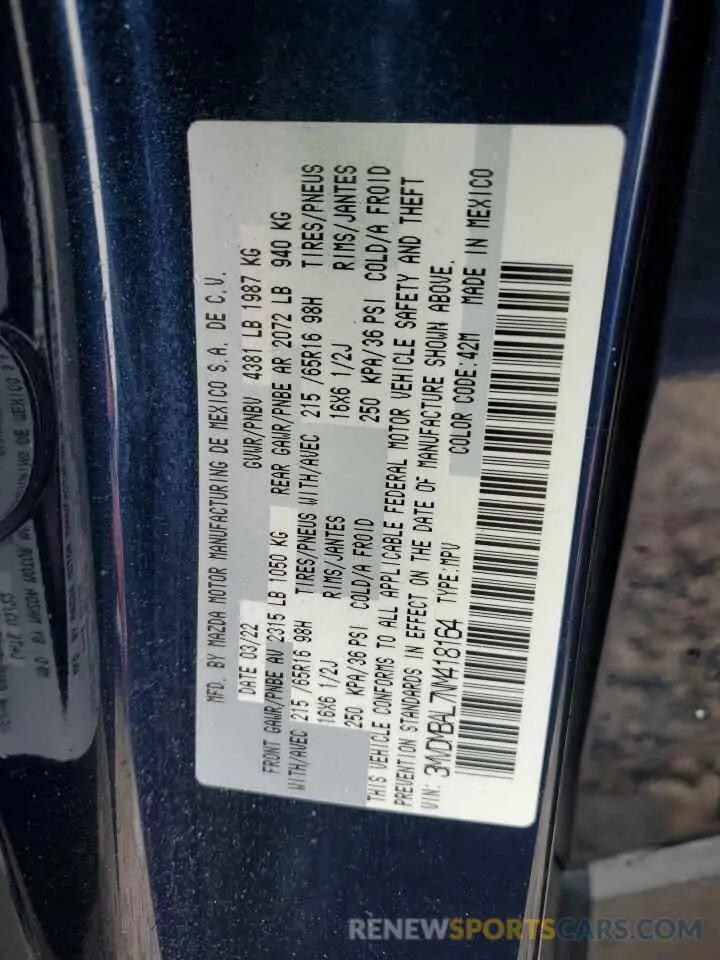 MFD. BY MAZDA MOTOR MANUFACTURING DE MEXICO S.A. DE C.V.
DATE 03/22 GVWR/PNBV 4381 LB 1987 KG
FRONT GAWR/PNBE AV 2315 LB 1050 KG REAR GAWR/PNBE AR 2072 LB 940 KG
WITH/AVEC 215 /65R16 98H TIRES/PNEUS WITH/AVEC 215 /65R16 98H TIRES/PNEUS
16X6 1/2J RIMS/JANTES 16X6 1/2J RIMS/JANTES
250 KPA/36 PSI COLD/A FROID 250 KPA/36 PSI COLD/A FROID
THIS VEHICLE CONFORMS TO ALL APPLICABLE FEDERAL MOTOR VEHICLE SAFETY AND THEFT
PREVENTION STANDARDS IN EFFECT ON THE DATE OF MANUFACTURE SHOWN ABOVE.
VIN: 3MVDMBAL7NM418164 TYPE:MPV COLOR CODE:42M MADE IN MEXICO
RENEWSPORTSCARS.COM